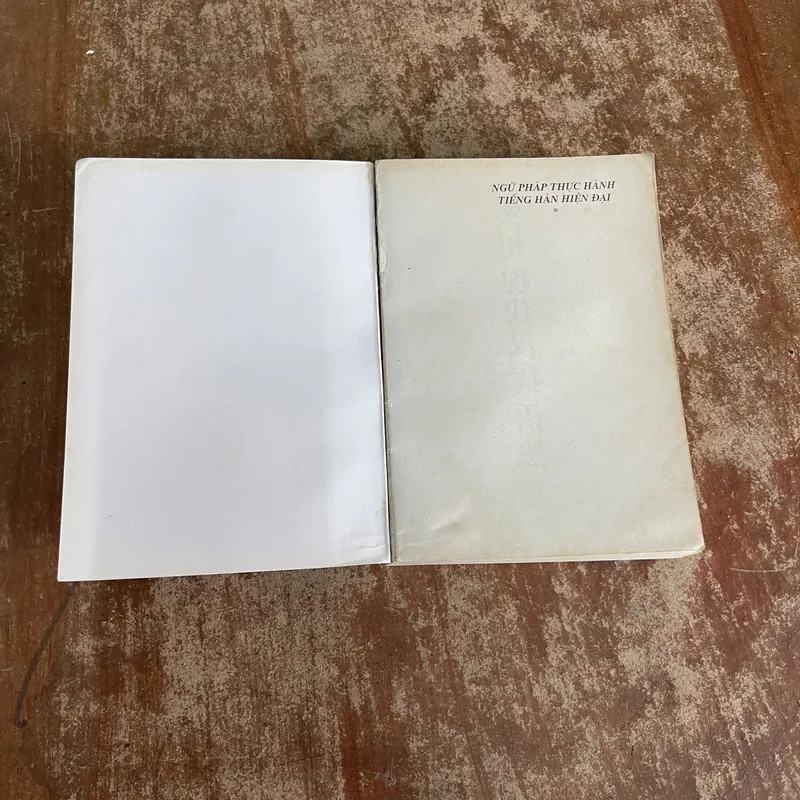 NGỮ PHÁP THỰC HÀNH
TIẾNG HÁN HIỆN ĐẠI